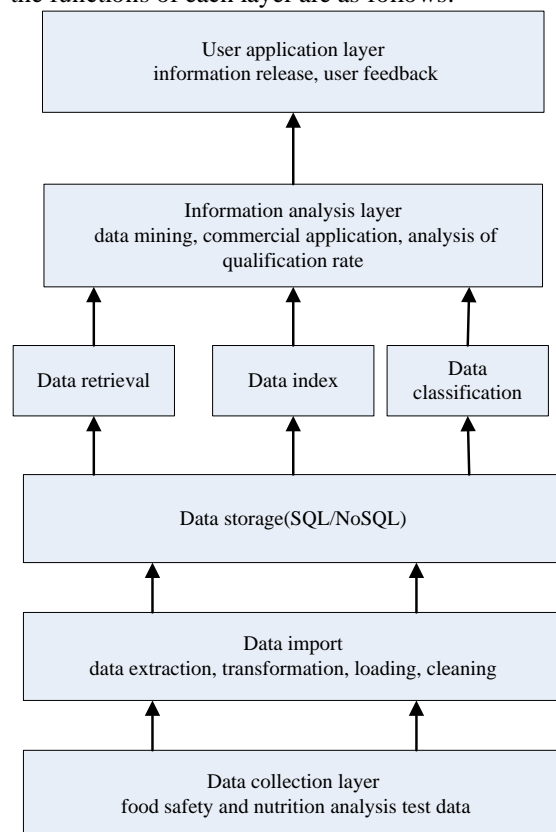 the functions of each layer are as follows:
User application layer
information release, user feedback
Information analysis layer
data mining, commercial application, analysis of
qualification rate
Data retrieval
Data index
Data
classification
Data storage(SQL/NoSQL)
Data import
data extraction, transformation, loading, cleaning
Data collection layer
food safety and nutrition analysis test data